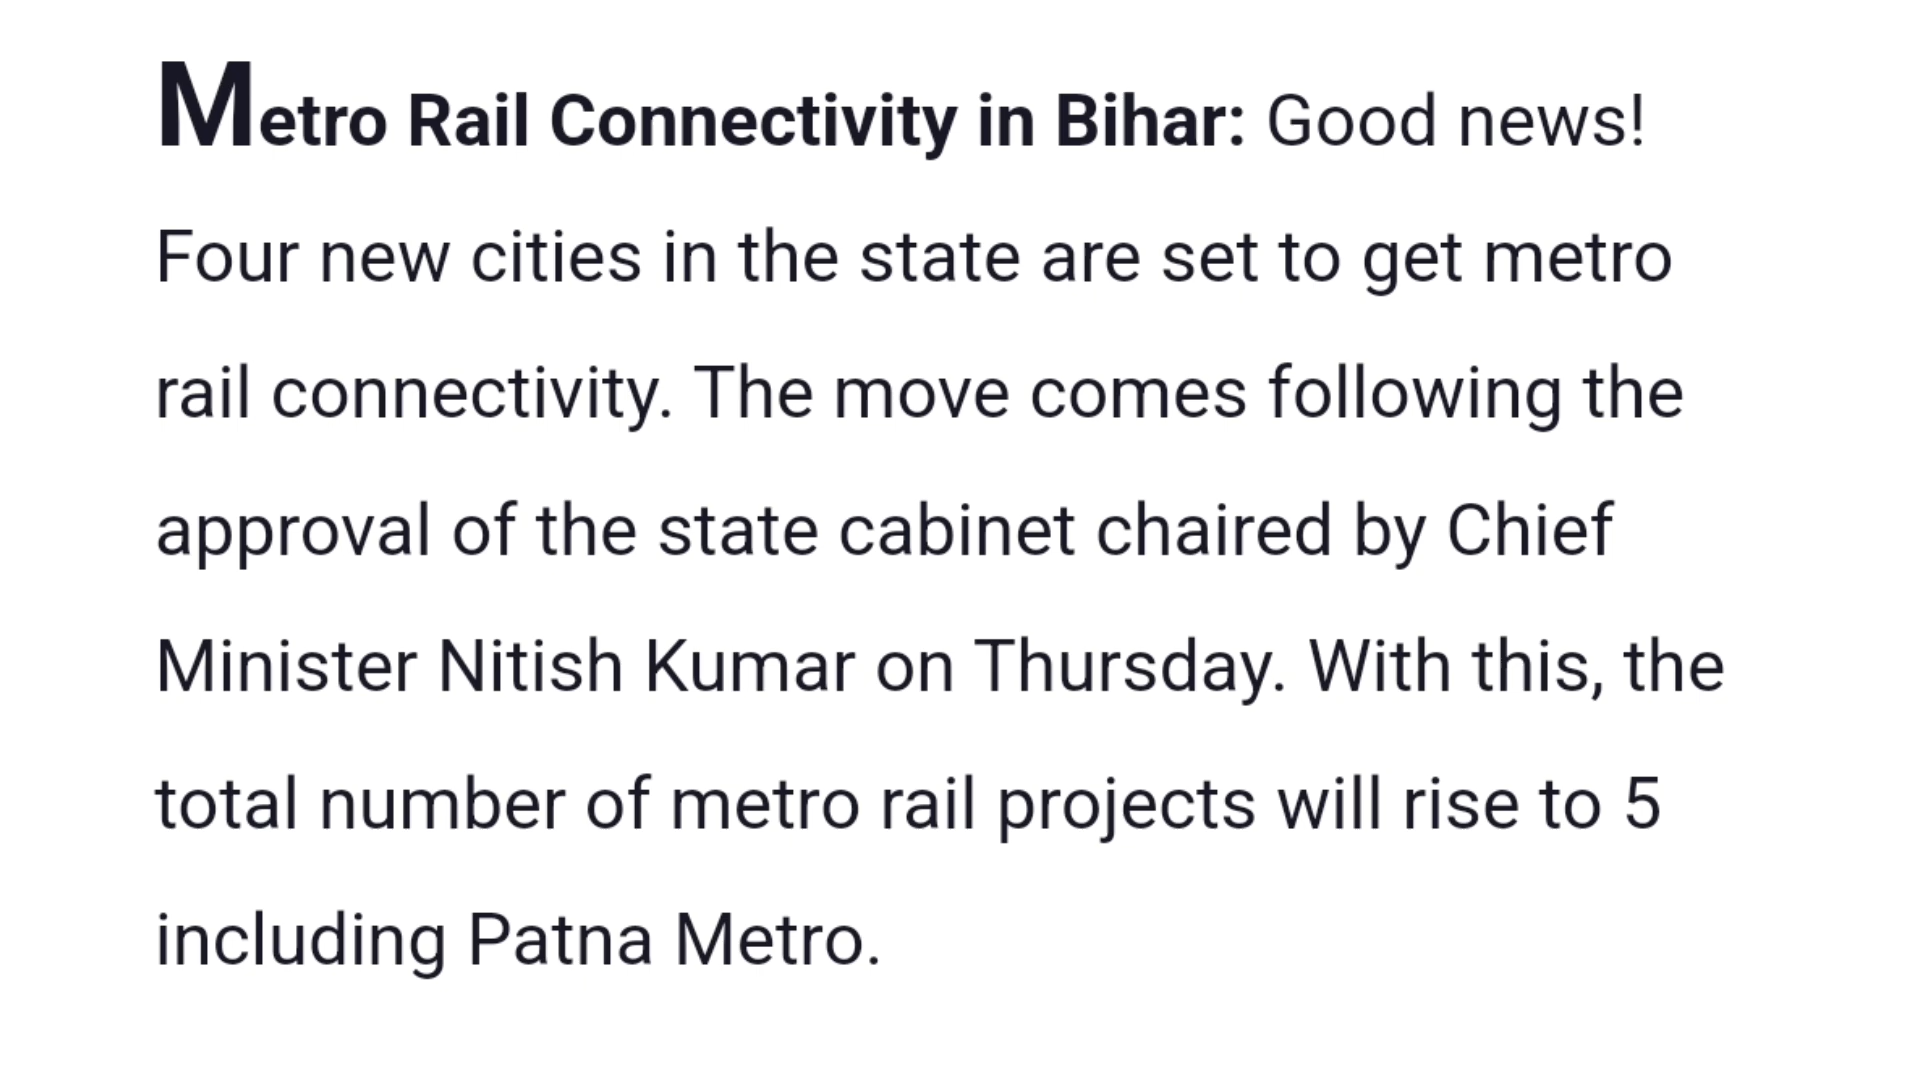 Metro Rail Connectivity in Bihar: Good news!
Four new cities in the state are set to get metro
rail connectivity. The move comes following the
approval of the state cabinet chaired by Chief
Minister Nitish Kumar on Thursday. With this, the
total number of metro rail projects will rise to 5
including Patna Metro.